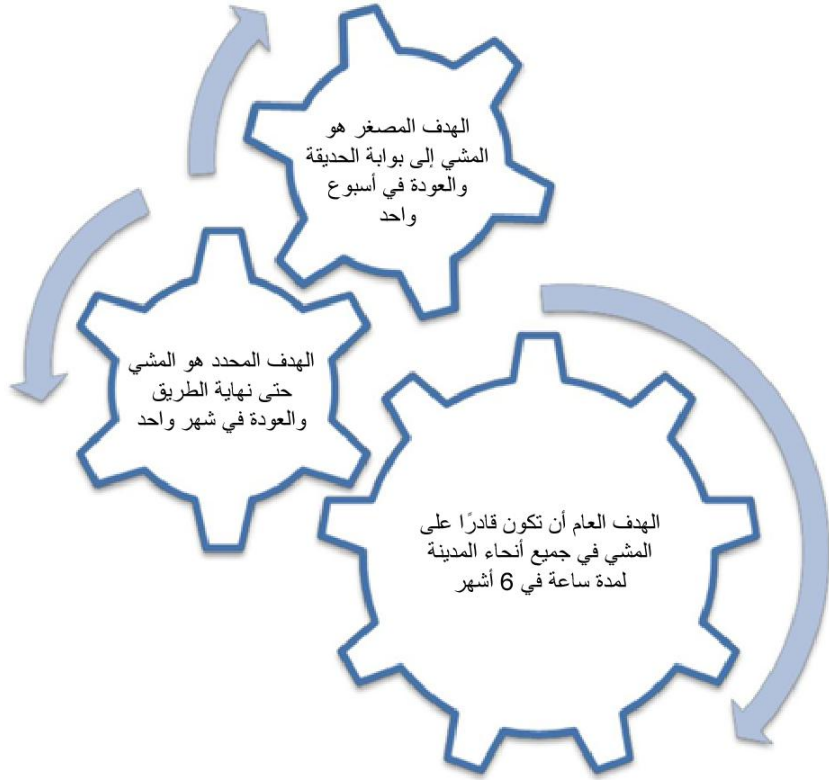 الهدف المصغر هو
المشي إلى بوابة الحديقة
والعودة في أسبوع
واحد
الهدف المحدد هو المشي
حتى نهاية الطريق
والعودة في شهر واحد
الهدف العام أن تكون قادرًا على
المشي في جميع أنحاء المدينة
لمدة ساعة في 6 أشهر